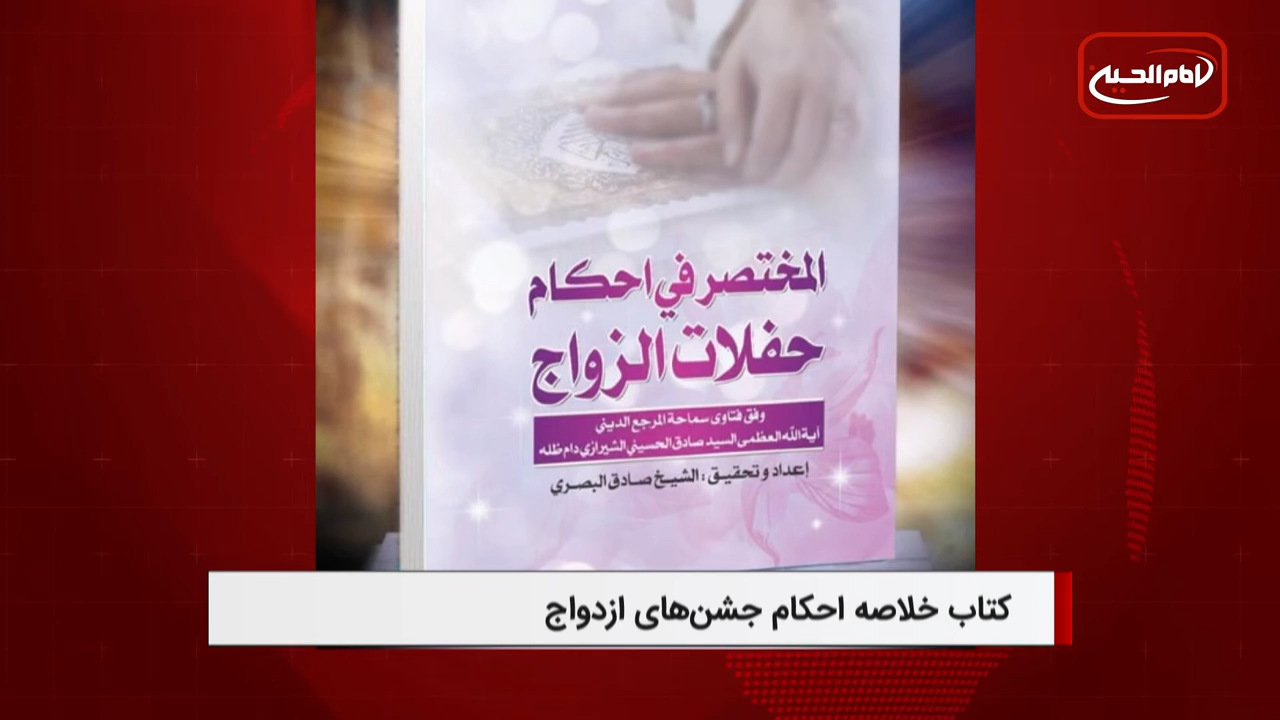 امام الحسین
المختصر في احكام
حفلات الزواج
وفق فتاوى سماحة المرجع الديني
آية الله العظمى السيد صادق الحسيني الشيرازي دام ظله
إعداد و تحقيق : الشيخ صادق البصري
کتاب خلاصه احکام جشن‌های ازدواج